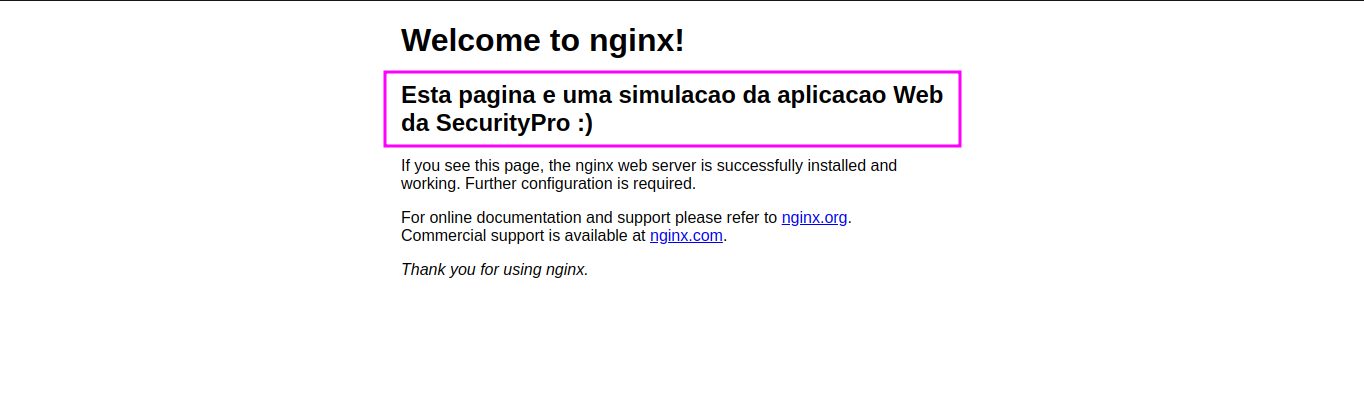 Welcome to nginx!
Esta pagina e uma simulacao da aplicacao Web
da SecurityPro :)
If you see this page, the nginx web server is successfully installed and
working. Further configuration is required.
For online documentation and support please refer to nginx.org.
Commercial support is available at nginx.com.
Thank you for using nginx.